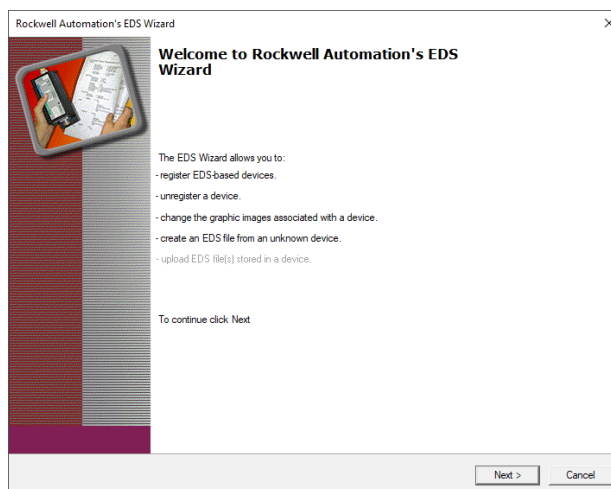 Rockwell Automation's EDS Wizard
Welcome to Rockwell Automation's EDS
Wizard
The EDS Wizard allows you to:
- register EDS-based devices.
- unregister a device.
- change the graphic images associated with a device.
- create an EDS file from an unknown device.
- upload EDS file(s) stored in a device.
To continue click Next
Next >
Cancel